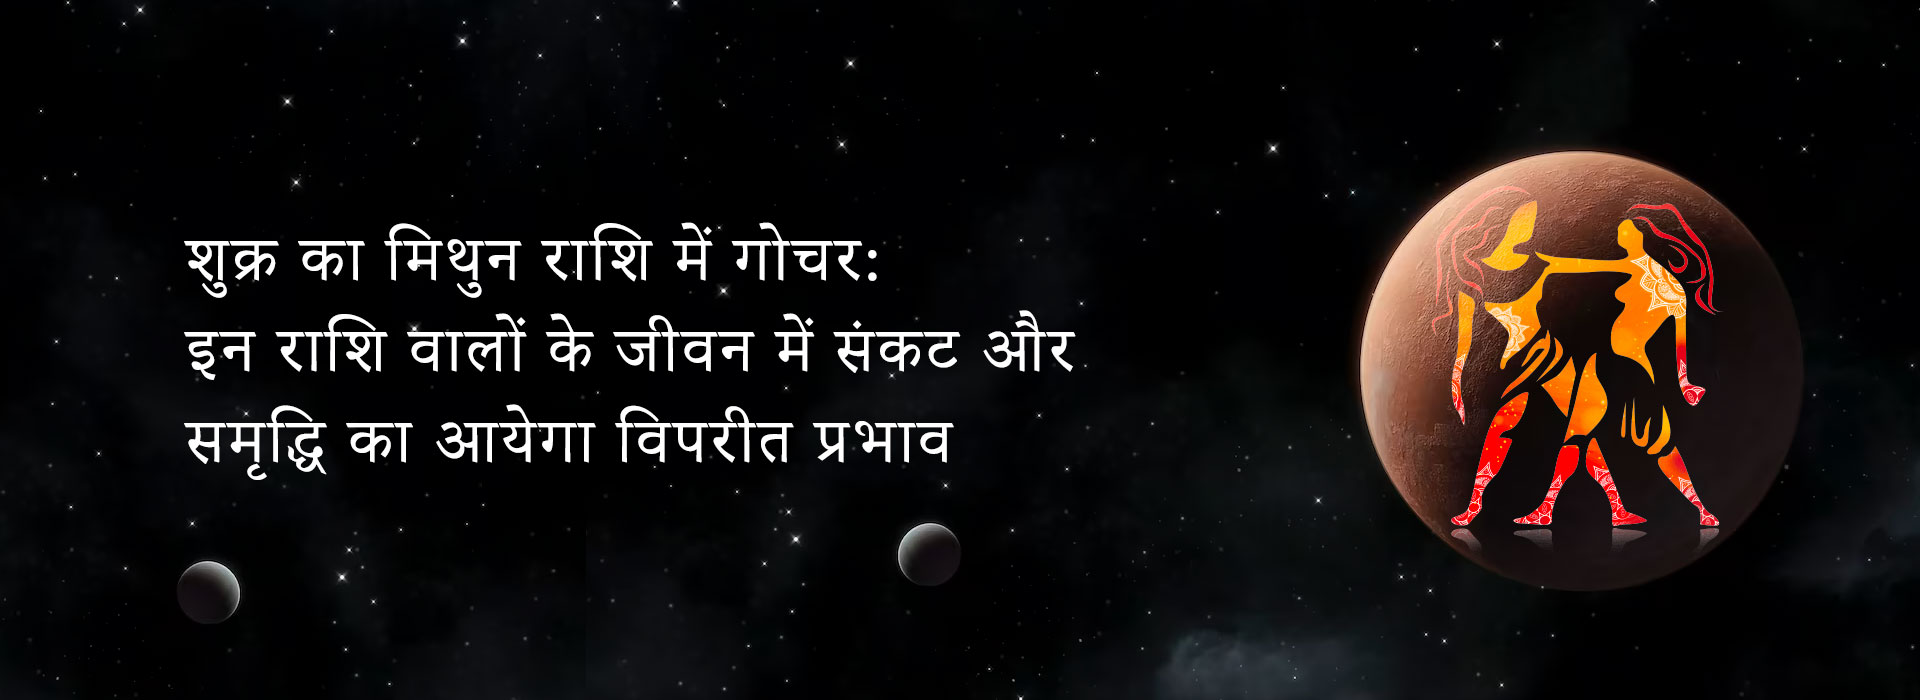 शुक्र का मिथुन राशि में गोचर:
इन राशि वालों के जीवन में संकट और
समृद्धि का आयेगा विपरीत प्रभाव